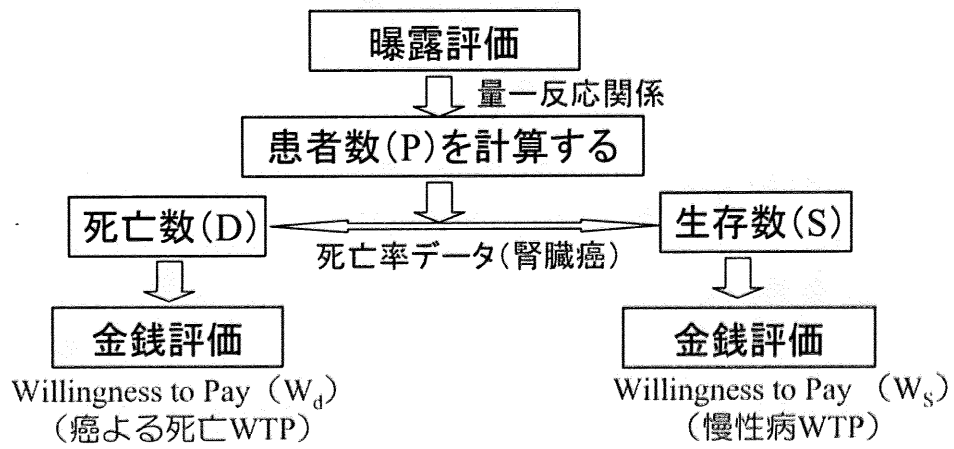 曝露評価
量ー反応関係
患者数(P)を計算する
死亡数(D)
生存数(S)
死亡率データ(腎臓癌)
金銭評価
金銭評価
Willingness to Pay (Wd)
Willingness to Pay (WS)
(癌よる死亡WTP)
(慢性病WTP)